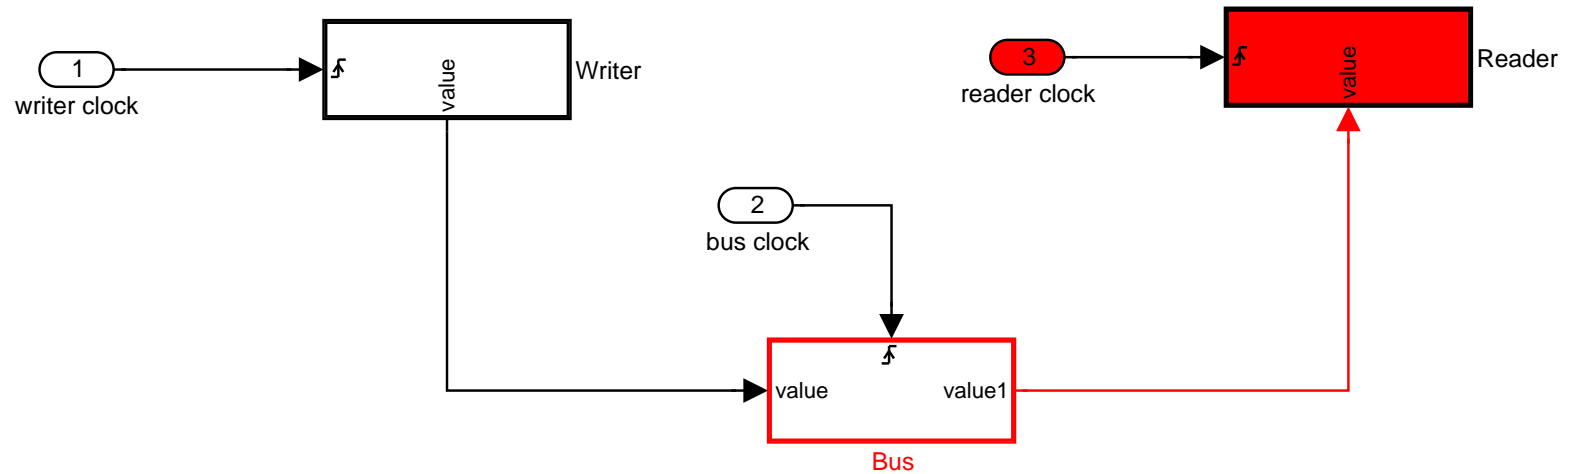 1
writer clock
value
Writer
3
reader clock
value
Reader
2
bus clock
value
value1
Bus